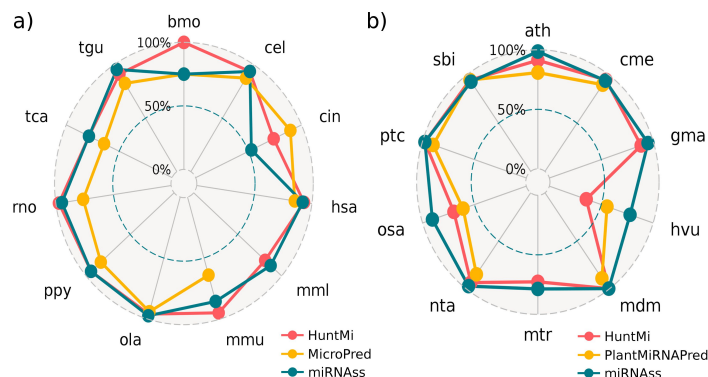 a)
bmo
100%
tgu
cel
tca
cin
50%
0%
rno
hsa
ppy
mml
ola
mmu
HuntMi
MicroPred
miRNAss
b)
ath
100%
sbi
cme
50%
ptc
gma
0%
osa
hvu
nta
mdm
mtr
HuntMi
PlantMiRNAPred
miRNAss